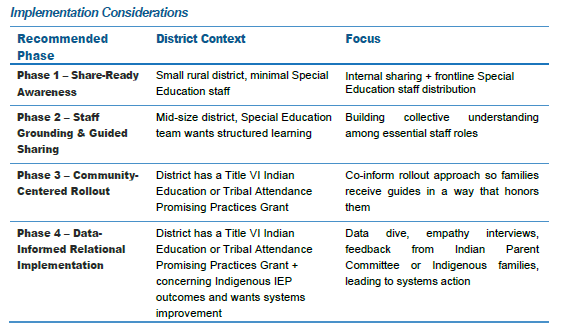 Implementation Considerations
Recommended Phase District Context Focus
Phase 1 – Share-Ready Awareness
Small rural district, minimal Special Education staff
Internal sharing + frontline Special Education staff distribution
Phase 2 – Staff Grounding & Guided Sharing
Mid-size district, Special Education team wants structured learning
Building collective understanding among essential staff roles
Phase 3 – Community-Centered Rollout
District has a Title VI Indian Education or Tribal Attendance Promising Practices Grant
Co-inform rollout approach so families receive guides in a way that honors them
Phase 4 – Data-Informed Relational Implementation
District has a Title VI Indian Education or Tribal Attendance Promising Practices Grant + concerning Indigenous IEP outcomes and wants systems improvement
Data dive, empathy interviews, feedback from Indian Parent Committee or Indigenous families, leading to systems action